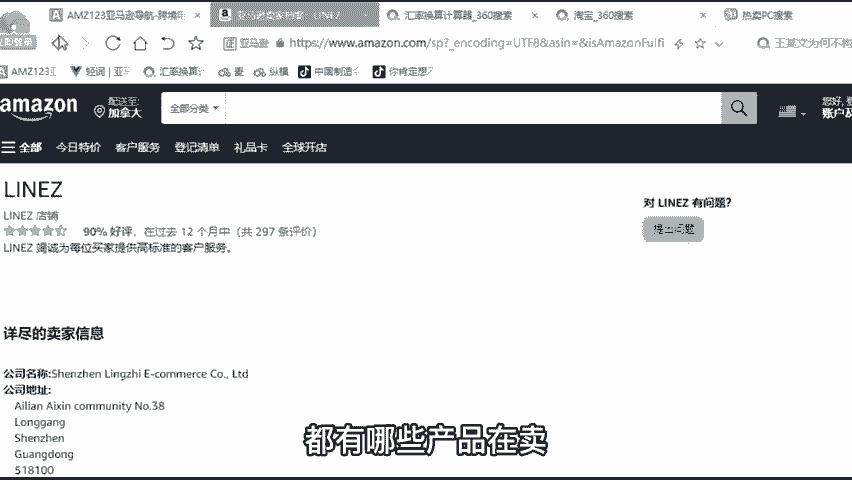 AMZ123亚马逊导航-跨境电 ×
亚马逊卖家档案: LINEZ
汇率换算计算器_360搜索 ×
淘宝_360搜索 ×
热卖PC搜索
立即登录
证 亚马逊 https://www.amazon.com/sp?_encoding=UTF8&asin=&isAmazonFulfi
AMZ123亚
轻词 | 亚马
汇率换算
麦
纵横
中国制造
你肯定想
amazon
配送至:
加拿大
全部分类
您好, 登
账户及
全部 今日特价 客户服务 登记清单 礼品卡 全球开店
LINEZ
LINEZ 店铺
90% 好评，在过去 12 个月中（共 297 条评价）
LINEZ 竭诚为每位买家提供高标准的客户服务。
对 LINEZ 有问题?
提出问题
详尽的卖家信息
公司名称:Shenzhen Lingzhi E-commerce Co., Ltd
公司地址:
Ailian Aixin community No.38
Longgang
Shenzhen
Guangdong
518100
都有哪些产品在卖